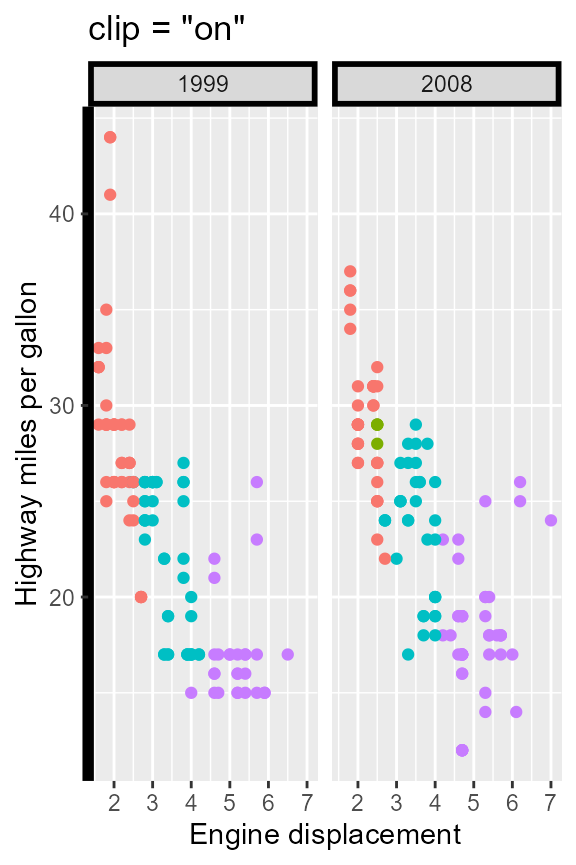 clip = "on"
1999 2008
Highway miles per gallon
40
30
20
2 3 4 5 6 7 2 3 4 5 6 7
Engine displacement